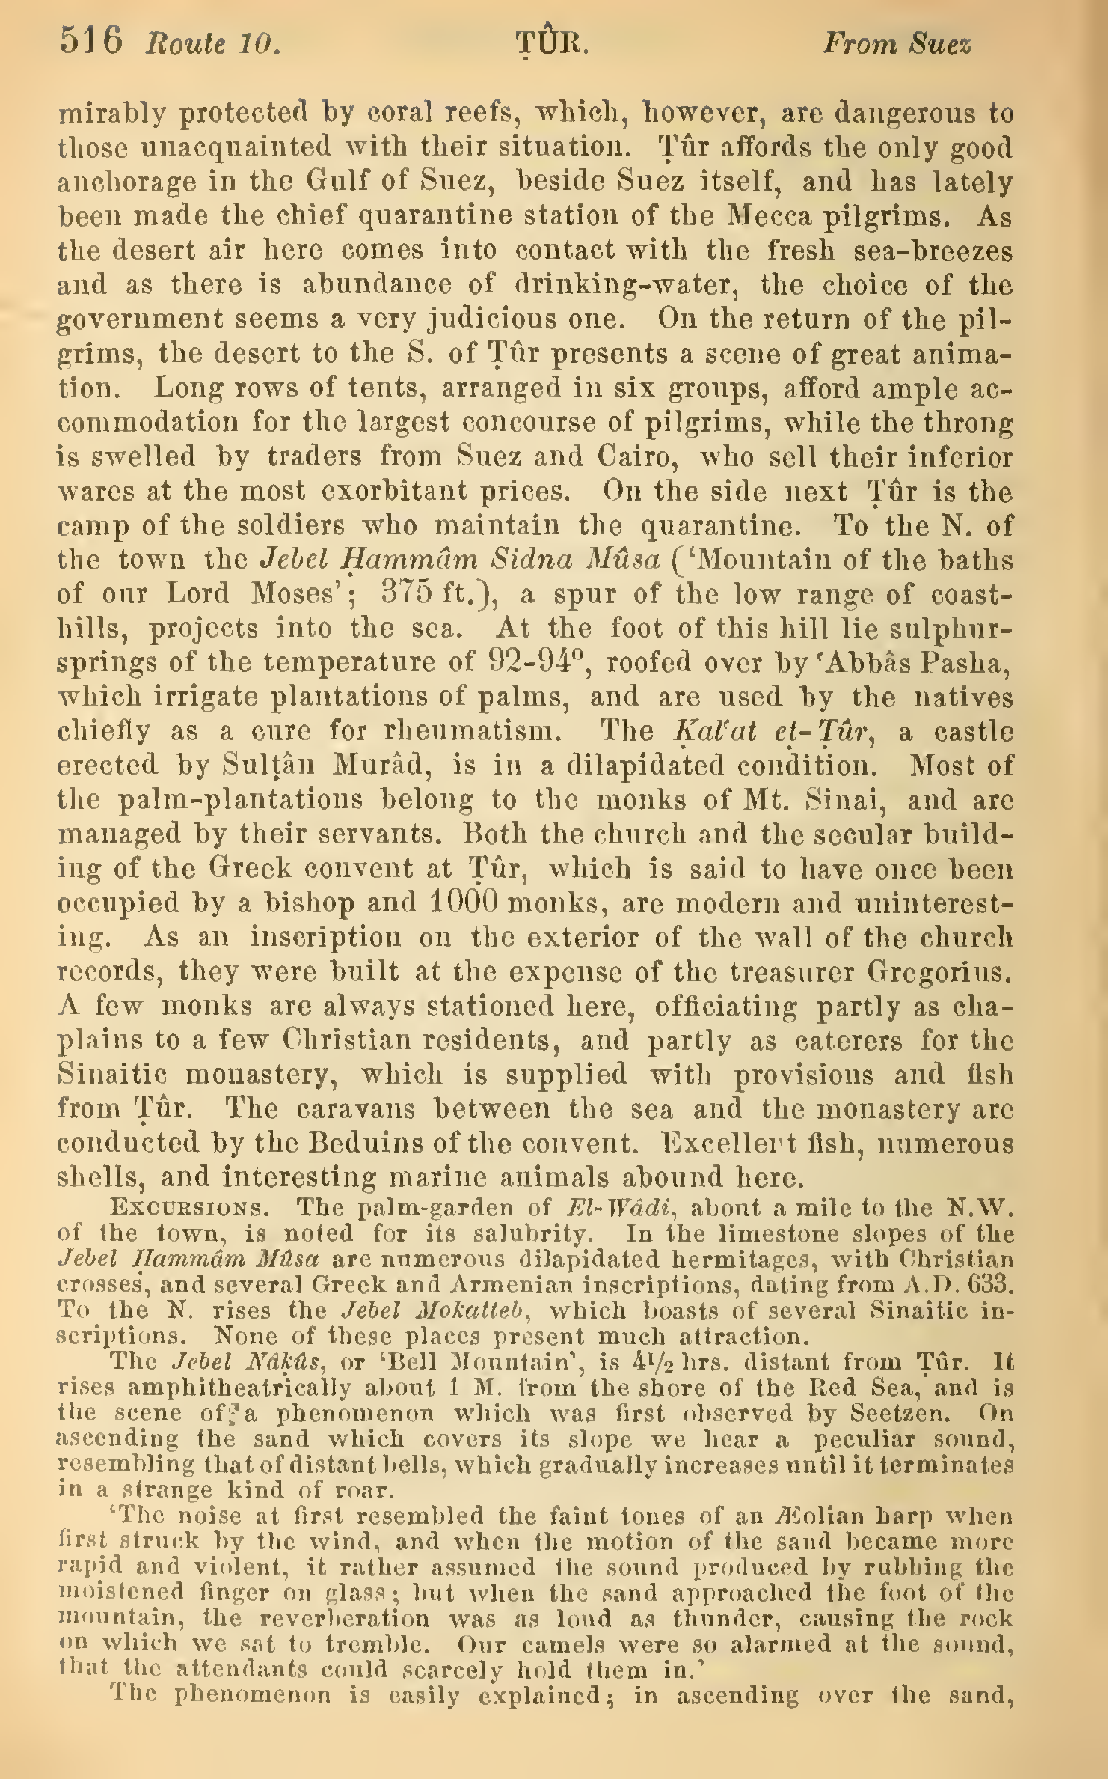 516 Route 10. ṬÛR. From Suez
mirably protected by coral reefs, which, however, are dangerous to
those unacquainted with their situation. Ṭûr affords the only good
anchorage in the Gulf of Suez, beside Suez itself, and has lately
been made the chief quarantine station of the Mecca pilgrims. As
the desert air here comes into contact with the fresh sea-breezes
and as there is abundance of drinking-water, the choice of the
government seems a very judicious one. On the return of the pil-
grims, the desert to the S. of Ṭûr presents a scene of great anima-
tion. Long rows of tents, arranged in six groups, afford ample ac-
commodation for the largest concourse of pilgrims, while the throng
is swelled by traders from Suez and Cairo, who sell their inferior
wares at the most exorbitant prices. On the side next Ṭûr is the
camp of the soldiers who maintain the quarantine. To the N. of
the town the Jebel Ḥammâm Sidna Mûsa ('Mountain of the baths
of our Lord Moses'; 375 ft.), a spur of the low range of coast-
hills, projects into the sea. At the foot of this hill lie sulphur-
springs of the temperature of 92-94°, roofed over by 'Abbâs Pasha,
which irrigate plantations of palms, and are used by the natives
chiefly as a cure for rheumatism. The Ḳal'at eṭ-Ṭûr, a castle
erected by Sulṭân Murâd, is in a dilapidated condition. Most of
the palm-plantations belong to the monks of Mt. Sinai, and are
managed by their servants. Both the church and the secular build-
ing of the Greek convent at Ṭûr, which is said to have once been
occupied by a bishop and 1000 monks, are modern and uninterest-
ing. As an inscription on the exterior of the wall of the church
records, they were built at the expense of the treasurer Gregorius.
A few monks are always stationed here, officiating partly as cha-
plains to a few Christian residents, and partly as caterers for the
Sinaitic monastery, which is supplied with provisions and fish
from Ṭûr. The caravans between the sea and the monastery are
conducted by the Beduins of the convent. Excellent fish, numerous
shells, and interesting marine animals abound here.
EXCURSIONS. The palm-garden of El-Wâdi, about a mile to the N.W.
of the town, is noted for its salubrity. In the limestone slopes of the
Jebel Ḥammâm Mûsa are numerous dilapidated hermitages, with Christian
crosses, and several Greek and Armenian inscriptions, dating from A.D. 633.
To the N. rises the Jebel Mokatteb, which boasts of several Sinaitic in-
scriptions. None of these places present much attraction.
The Jebel Nâḳûs, or 'Bell Mountain', is 4½ hrs. distant from Ṭûr. It
rises amphitheatrically about 1 M. from the shore of the Red Sea, and is
the scene of a phenomenon which was first observed by Seetzen. On
ascending the sand which covers its slope we hear a peculiar sound,
resembling that of distant bells, which gradually increases until it terminates
in a strange kind of roar.
'The noise at first resembled the faint tones of an Æolian harp when
first struck by the wind, and when the motion of the sand became more
rapid and violent, it rather assumed the sound produced by rubbing the
moistened finger on glass; but when the sand approached the foot of the
mountain, the reverberation was as loud as thunder, causing the rock
on which we sat to tremble. Our camels were so alarmed at the sound,
that the attendants could scarcely hold them in.'
The phenomenon is easily explained; in ascending over the sand,